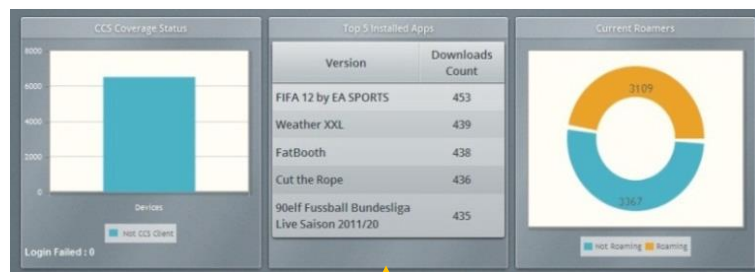 CCS Coverage Status
8000
6000
4000
2000
0
Devices
Not CCS Client
Login Failed : 0
Top 5 Installed Apps
Version
Downloads
Count
FIFA 12 by EA SPORTS 453
Weather XXL 439
FatBooth 438
Cut the Rope 436
90elf Fussball Bundesliga
Live Saison 2011/20 435
Current Roamers
3109
3367
Not Roaming Roaming